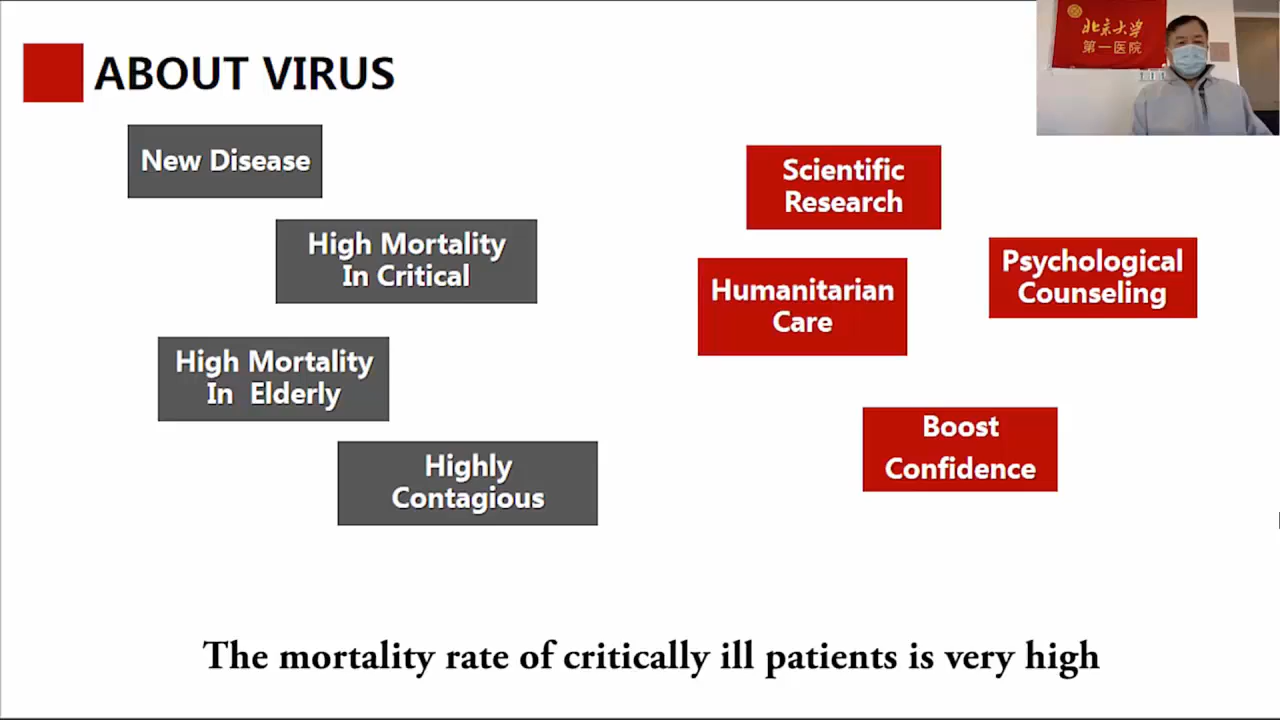 ABOUT VIRUS
北京大学
第一医院
New Disease
High Mortality
In Critical
High Mortality
In Elderly
Highly
Contagious
Scientific
Research
Humanitarian
Care
Psychological
Counseling
Boost
Confidence
The mortality rate of critically ill patients is very high